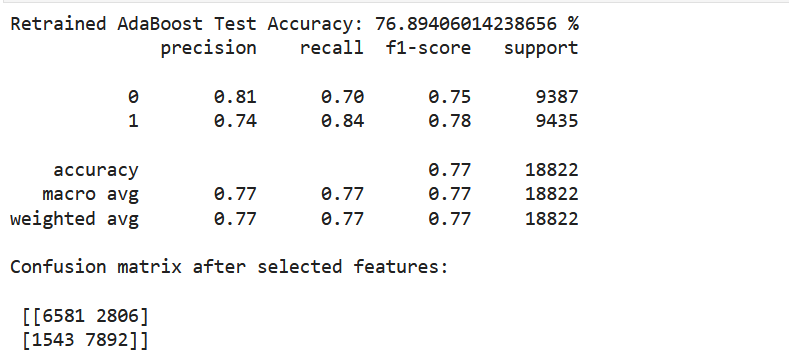 Retrained AdaBoost Test Accuracy: 76.89406014238656 %
precision recall f1-score support
0 0.81 0.70 0.75 9387
1 0.74 0.84 0.78 9435
accuracy 0.77 18822
macro avg 0.77 0.77 0.77 18822
weighted avg 0.77 0.77 0.77 18822
Confusion matrix after selected features:
[[6581 2806]
[1543 7892]]